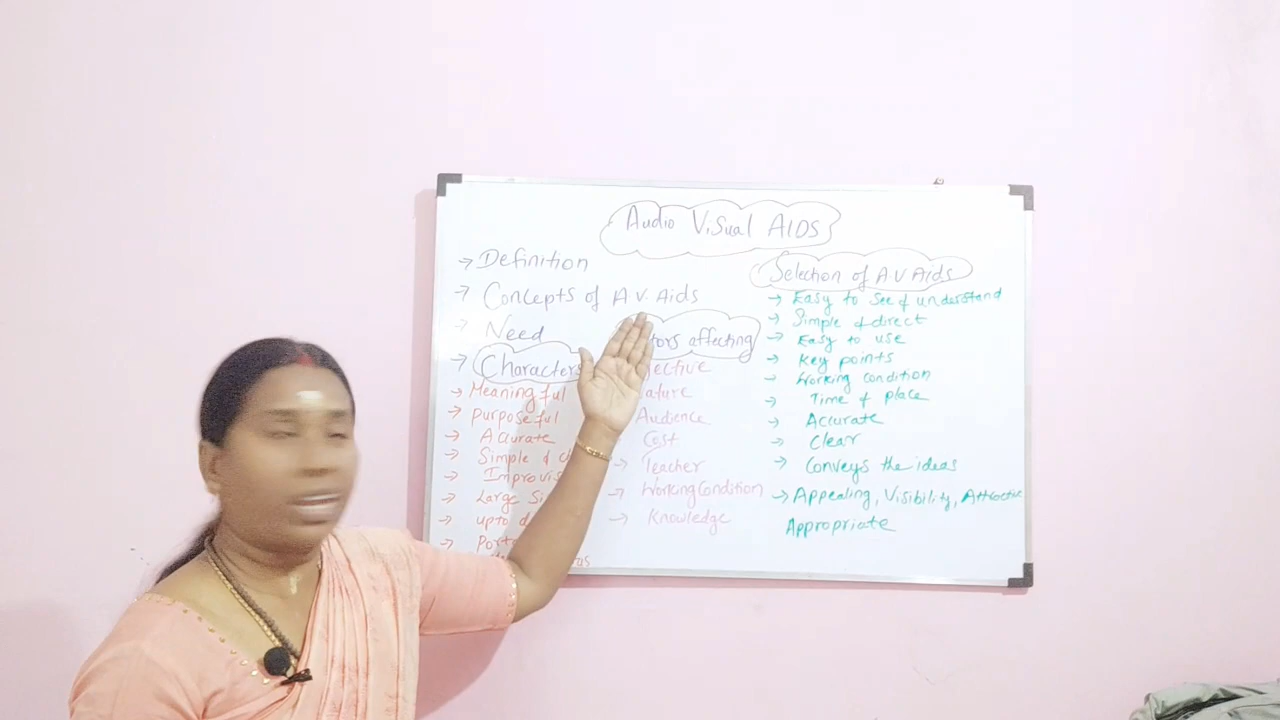 Audio Visual AIDS
→ Definition
→ Concepts of A V. Aids
→ Need
→ Characters
→ Meaningful
→ purposeful
→ Accurate
→ Simple &
→ Improvis
→ Large Si
→ upto d
→ Port
tors affecting
ective
ature
Audience
Cost
→ Teacher
→ Working Condition
→ Knowledge
Selection of A V Aids
→ Easy to See & understand
→ Simple & direct
→ Easy to use
→ Key points
→ Working condition
→ Time & place
→ Accurate
→ Clear
→ Conveys the ideas
→ Appealing, Visibility, Attractive
Appropriate